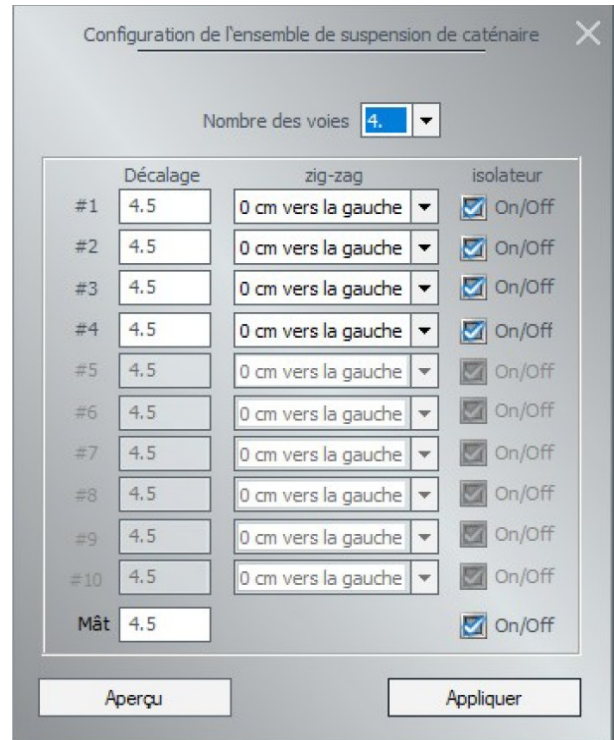 Configuration de l'ensemble de suspension de caténaire
Nombre des voies 4.
Décalage zig-zag isolateur
#1 4.5 0 cm vers la gauche On/Off
#2 4.5 0 cm vers la gauche On/Off
#3 4.5 0 cm vers la gauche On/Off
#4 4.5 0 cm vers la gauche On/Off
#5 4.5 0 cm vers la gauche On/Off
#6 4.5 0 cm vers la gauche On/Off
#7 4.5 0 cm vers la gauche On/Off
#8 4.5 0 cm vers la gauche On/Off
#9 4.5 0 cm vers la gauche On/Off
#10 4.5 0 cm vers la gauche On/Off
Mât 4.5 On/Off
Aperçu Appliquer